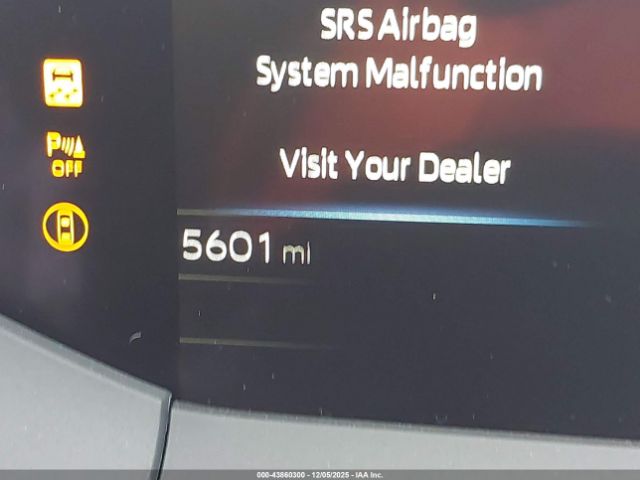 SRS Airbag
System Malfunction
P
OFF
Visit Your Dealer
5601 mi
000-43860300 - 12/05/2025 - IAA Inc.